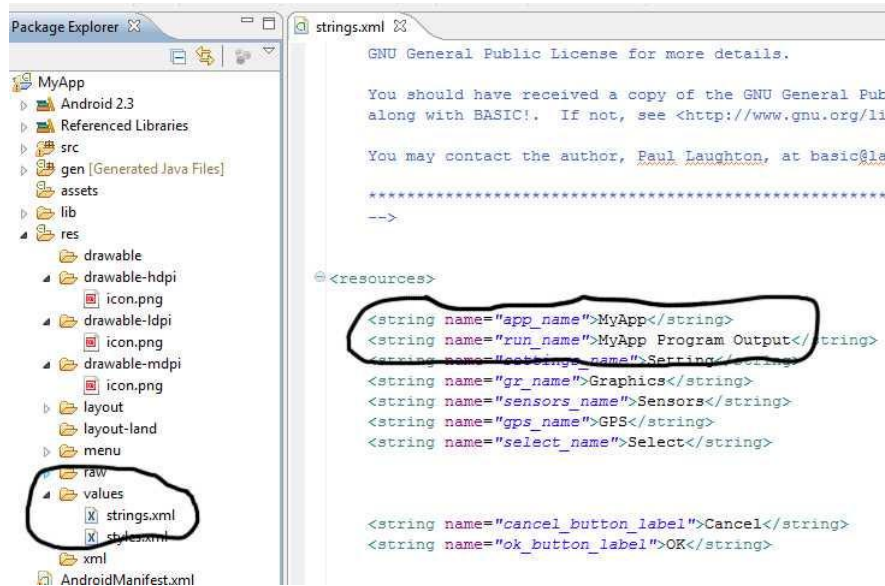 Package Explorer
MyApp
Android 2.3
Referenced Libraries
src
gen [Generated Java Files]
assets
lib
res
drawable
drawable-hdpi
icon.png
drawable-ldpi
icon.png
drawable-mdpi
icon.png
layout
layout-land
menu
raw
values
strings.xml
styles.xml
xml
AndroidManifest.xml
strings.xml
GNU General Public License for more details.
You should have received a copy of the GNU General Pub
along with BASIC!.  If not, see <http://www.gnu.org/li
You may contact the author, Paul Laughton, at basic@la
*******************************************************
-->
<resources>
<string name="app_name">MyApp</string>
<string name="run_name">MyApp Program Output</string>
<string name="settings_name">Setting</string>
<string name="gr_name">Graphics</string>
<string name="sensors_name">Sensors</string>
<string name="gps_name">GPS</string>
<string name="select_name">Select</string>
<string name="cancel_button_label">Cancel</string>
<string name="ok_button_label">OK</string>